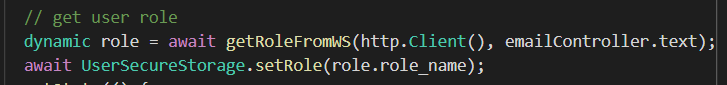 // get user role
dynamic role = await getRoleFromWS(http.Client(), emailController.text);
await UserSecureStorage.setRole(role.role_name);